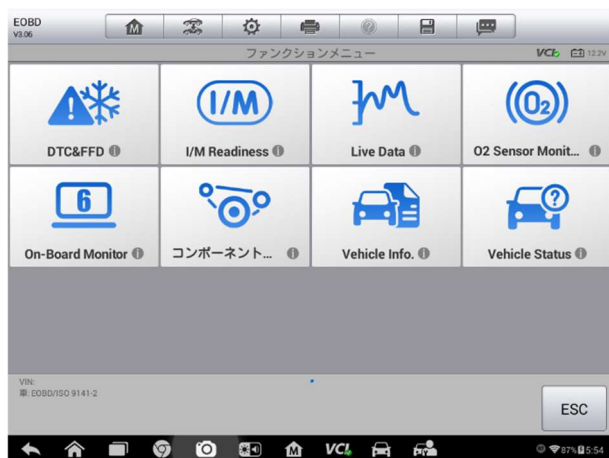 EOBD
V3.06
M
ファンクションメニュー
VCI 12.2V
I/M
O2
DTC&FFD
I/M Readiness
Live Data
O2 Sensor Monit...
6
On-Board Monitor
コンポーネント...
Vehicle Info.
Vehicle Status
VIN:
車: EOBD/ISO 9141-2
ESC
M
VCI
87% 5:54